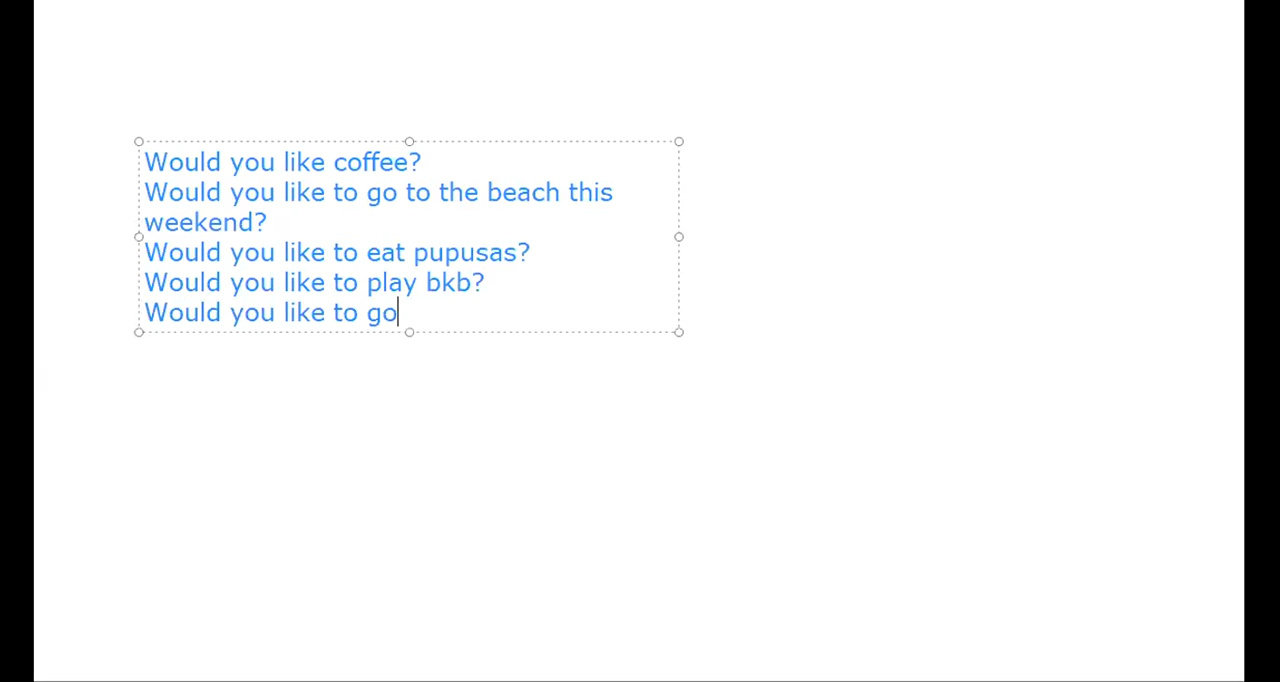 Would you like coffee?
Would you like to go to the beach this
weekend?
Would you like to eat pupusas?
Would you like to play bkb?
Would you like to go